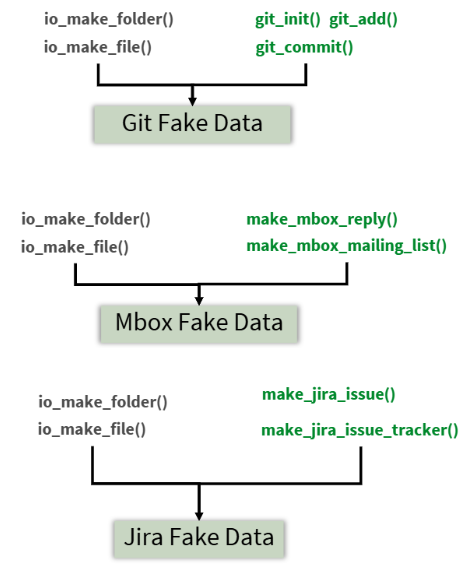 io_make_folder() git_init() git_add()
io_make_file() git_commit()
Git Fake Data
io_make_folder() make_mbox_reply()
io_make_file() make_mbox_mailing_list()
Mbox Fake Data
io_make_folder() make_jira_issue()
io_make_file() make_jira_issue_tracker()
Jira Fake Data